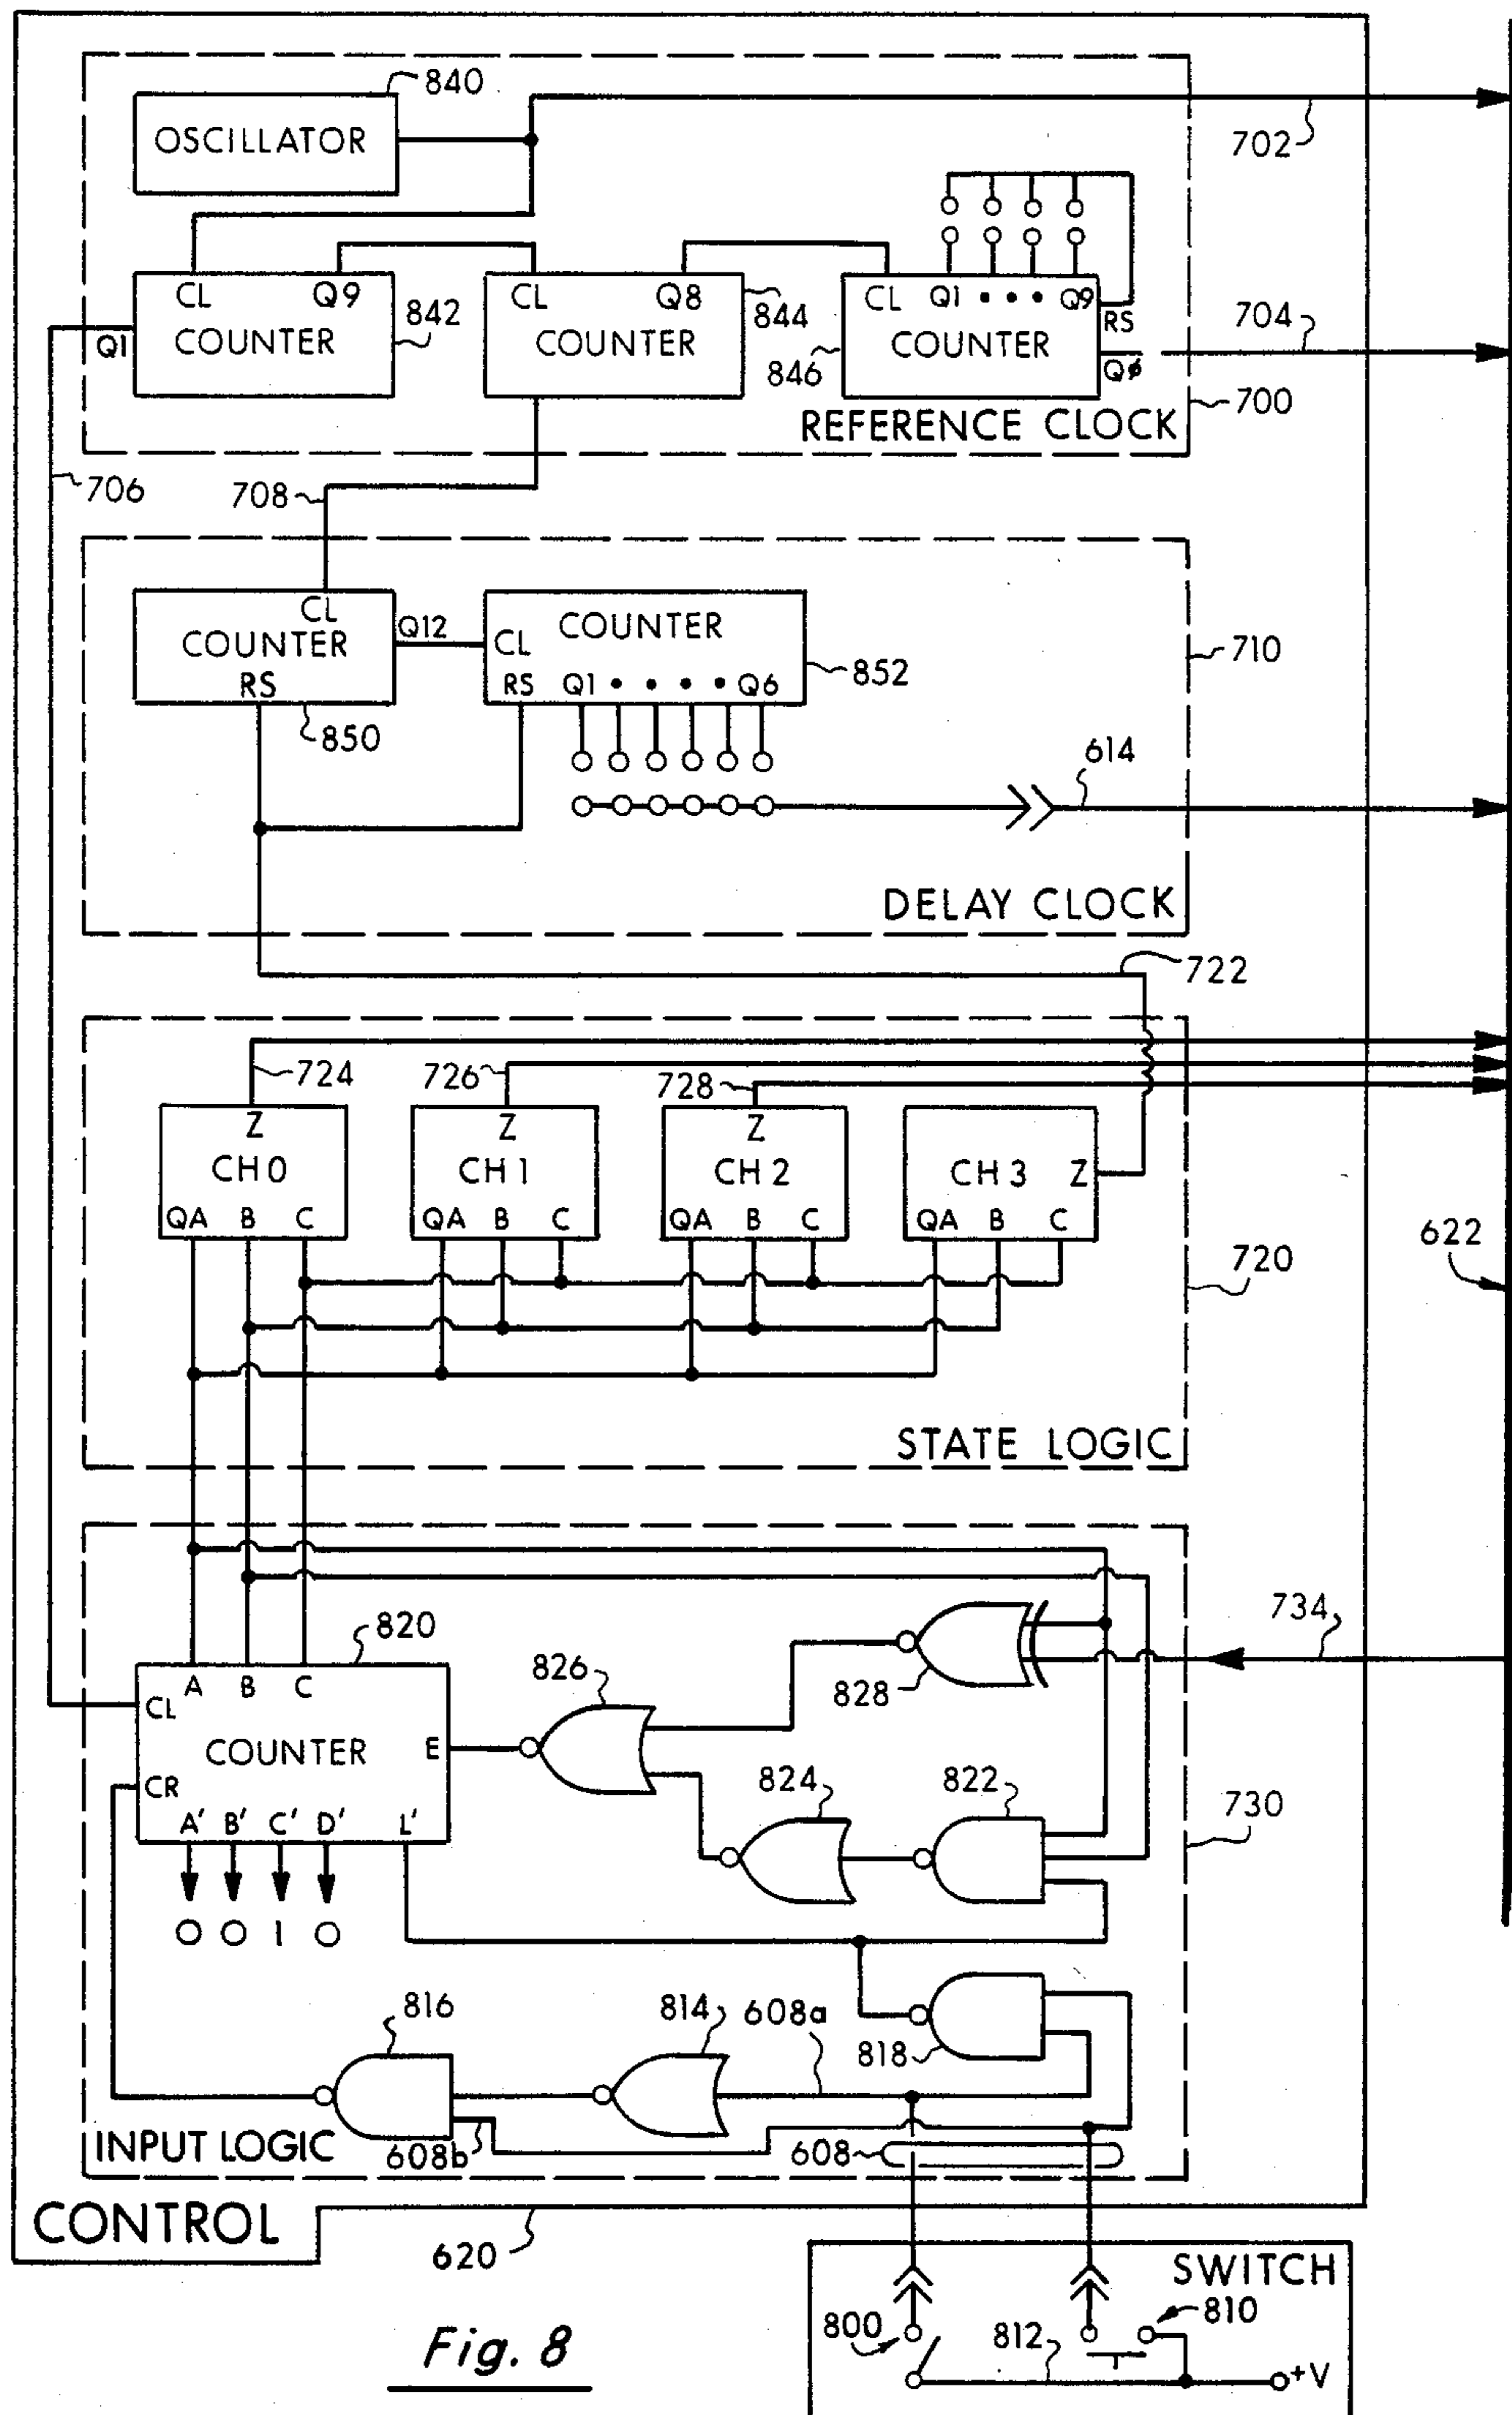 840
OSCILLATOR
702
CL Q9
COUNTER
842
Q1
CL Q8
COUNTER
844
CL Q1 • • • Q9
COUNTER
846
RS
QØ
704
700
REFERENCE CLOCK
706
708
CL
COUNTER
RS
850
Q12
COUNTER
CL
RS Q1 • • • • Q6
852
710
614
DELAY CLOCK
722
724
726
728
Z
CH 0
QA B C
Z
CH 1
QA B C
Z
CH 2
QA B C
CH 3 Z
QA B C
622
720
STATE LOGIC
820
A B C
CL
COUNTER
E
CR
A' B' C' D' L'
0 0 1 0
826
828
734
824
822
730
816
814
608a
818
608b
608
INPUT LOGIC
CONTROL
620
SWITCH
800
810
812
+V
Fig. 8